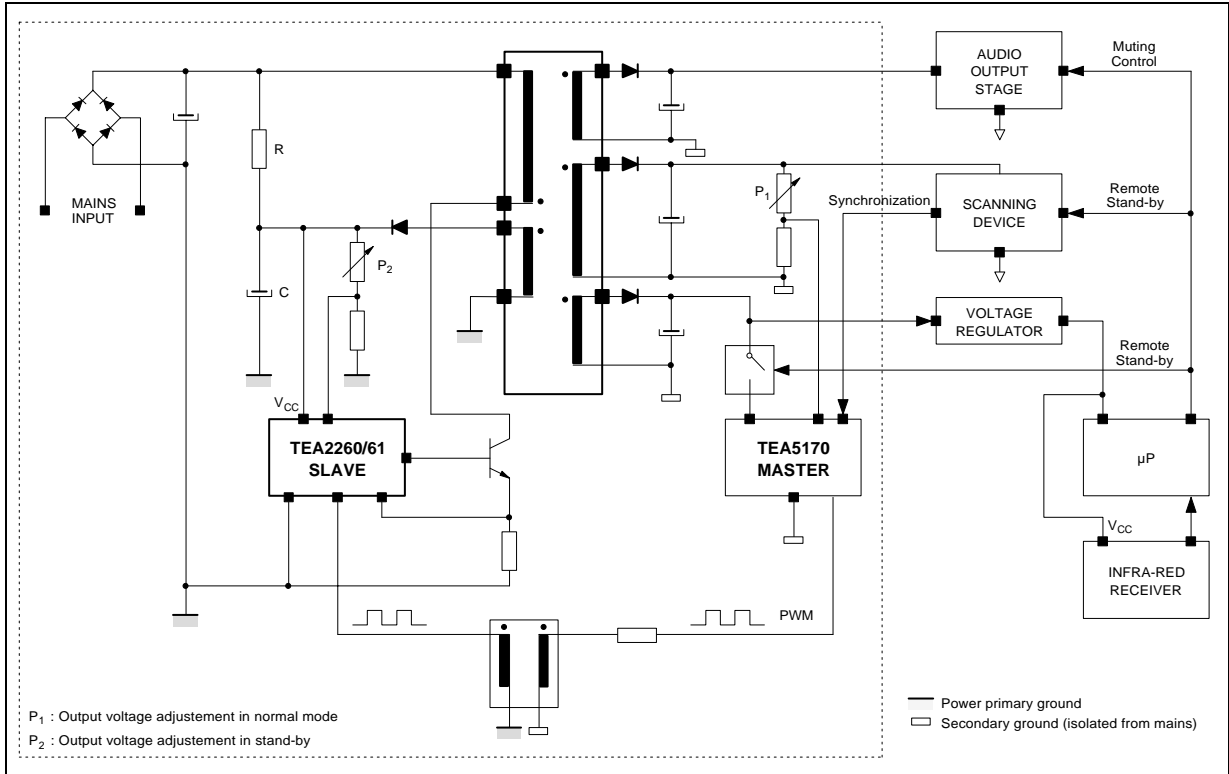 AUDIO
OUTPUT
STAGE
Muting
Control
R
MAINS
INPUT
P1
Synchronization
SCANNING
DEVICE
Remote
Stand-by
P2
C
VOLTAGE
REGULATOR
Remote
Stand-by
VCC
TEA2260/61
SLAVE
TEA5170
MASTER
µP
VCC
INFRA-RED
RECEIVER
PWM
P1 : Output voltage adjustement in normal mode
P2 : Output voltage adjustement in stand-by
Power primary ground
Secondary ground (isolated from mains)